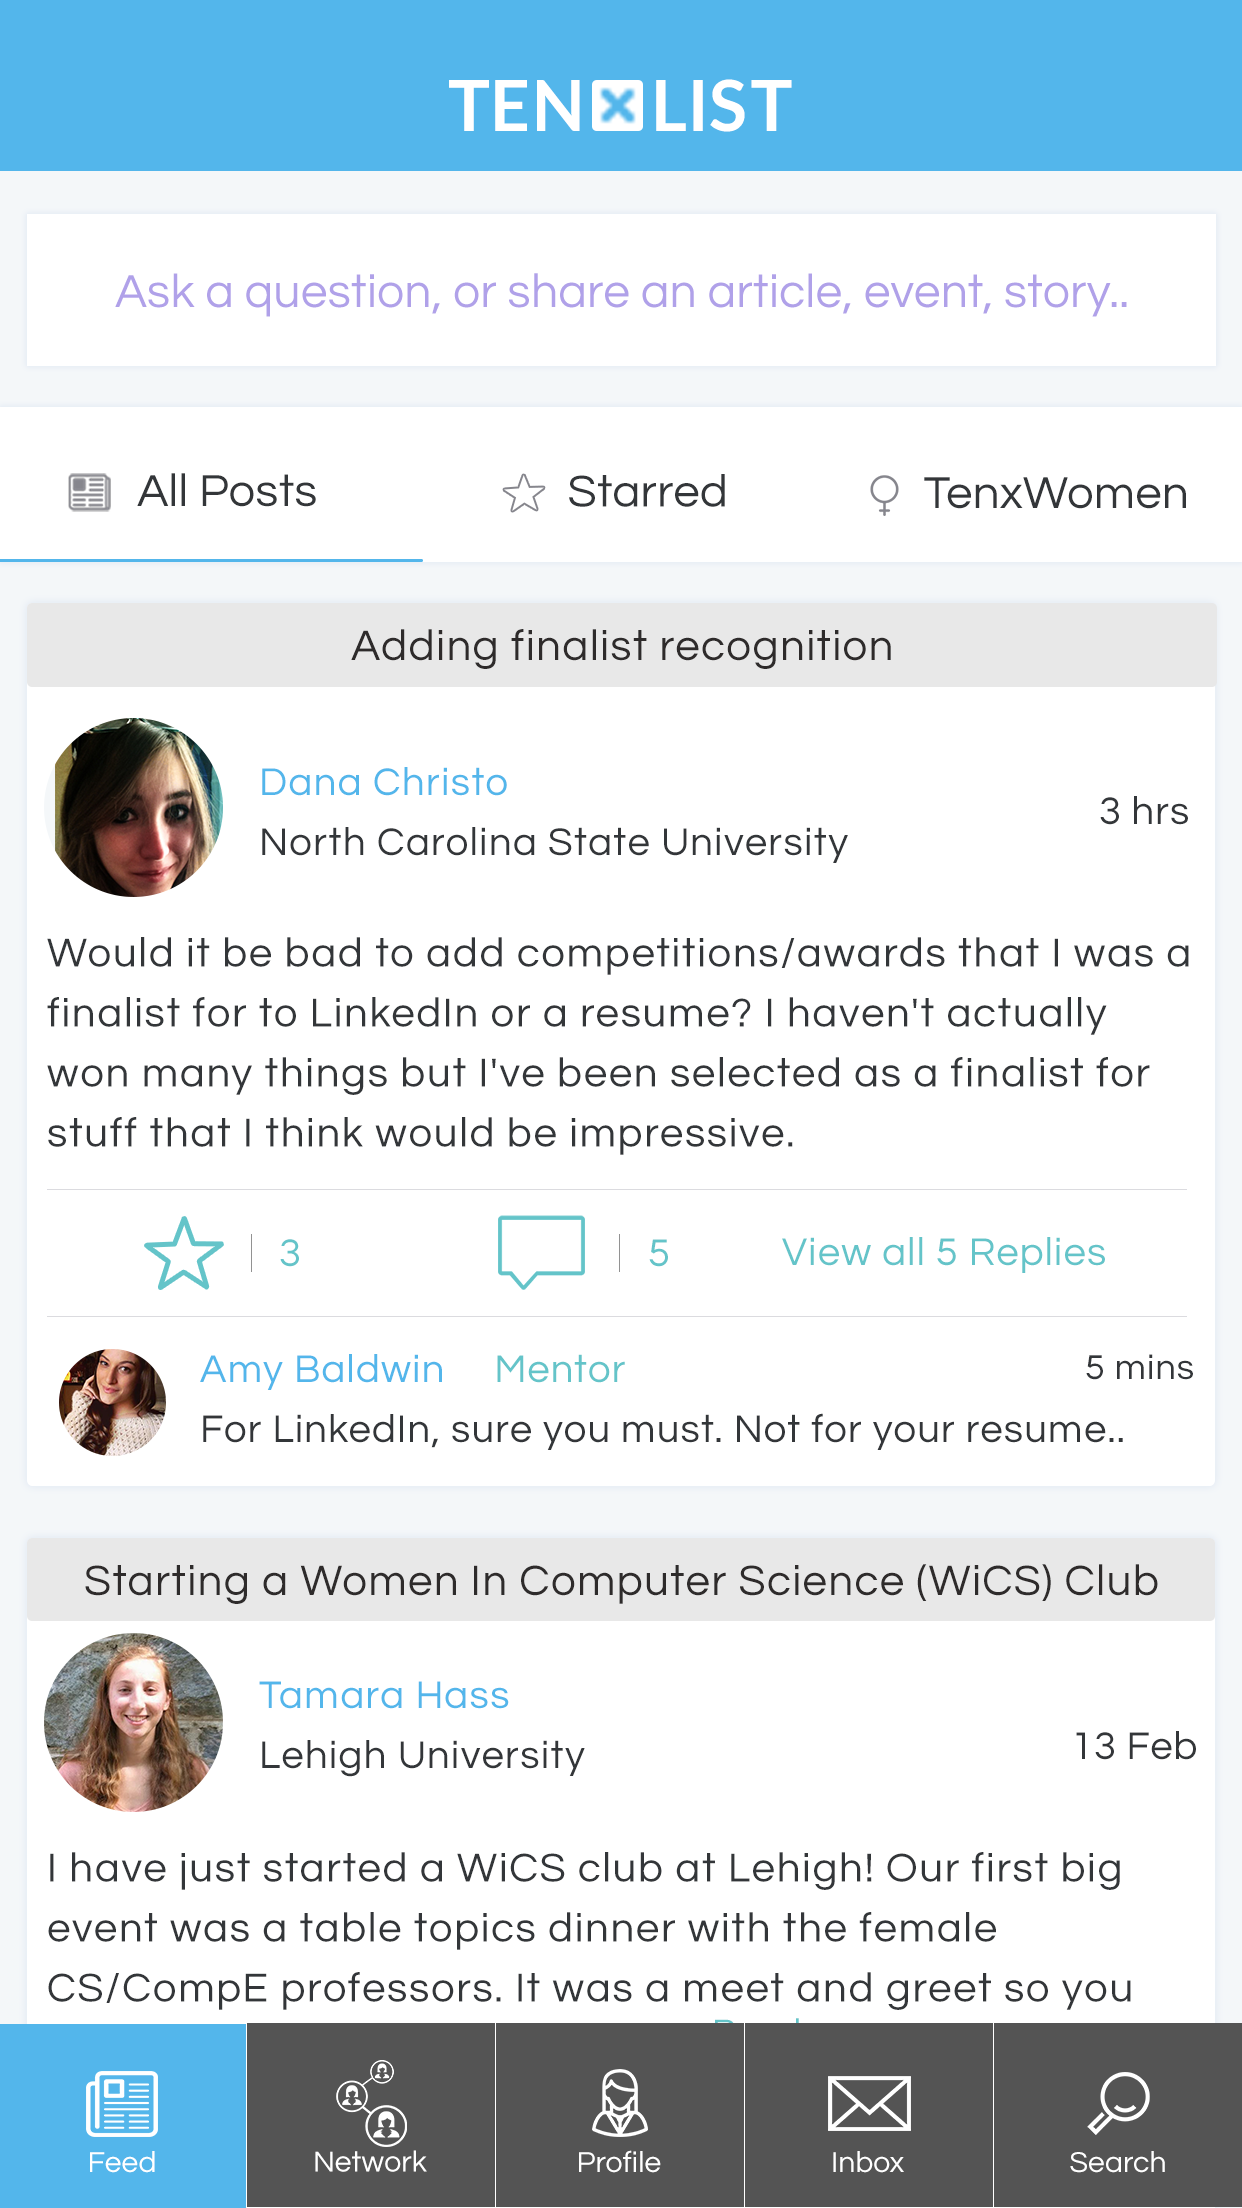 TENXLIST
Ask a question, or share an article, event, story..
All Posts
Starred
TenxWomen
Adding finalist recognition
Dana Christo
North Carolina State University
3 hrs
Would it be bad to add competitions/awards that I was a
finalist for to LinkedIn or a resume? I haven't actually
won many things but I've been selected as a finalist for
stuff that I think would be impressive.
3
5
View all 5 Replies
Amy Baldwin
Mentor
5 mins
For LinkedIn, sure you must. Not for your resume..
Starting a Women In Computer Science (WiCS) Club
Tamara Hass
Lehigh University
13 Feb
I have just started a WiCS club at Lehigh! Our first big
event was a table topics dinner with the female
CS/CompE professors. It was a meet and greet so you
Feed
Network
Profile
Inbox
Search